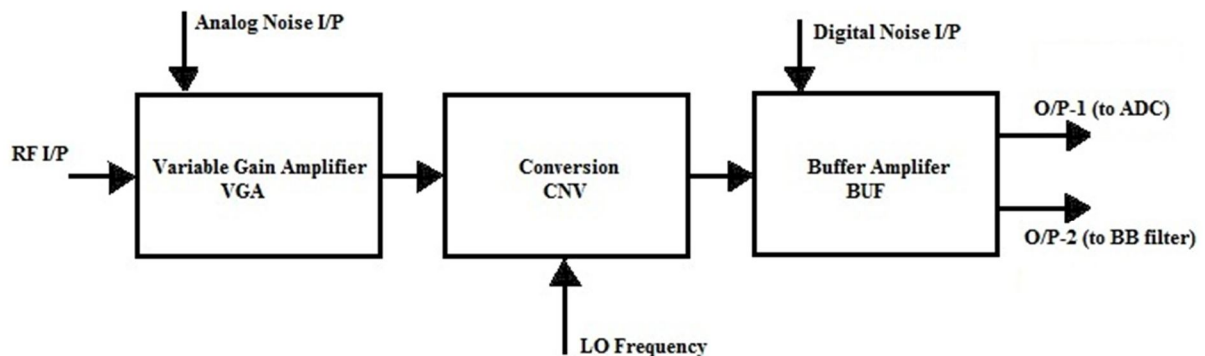 Analog Noise I/P
Digital Noise I/P
RF I/P
Variable Gain Amplifier
VGA
Conversion
CNV
Buffer Amplifer
BUF
O/P-1 (to ADC)
O/P-2 (to BB filter)
LO Frequency